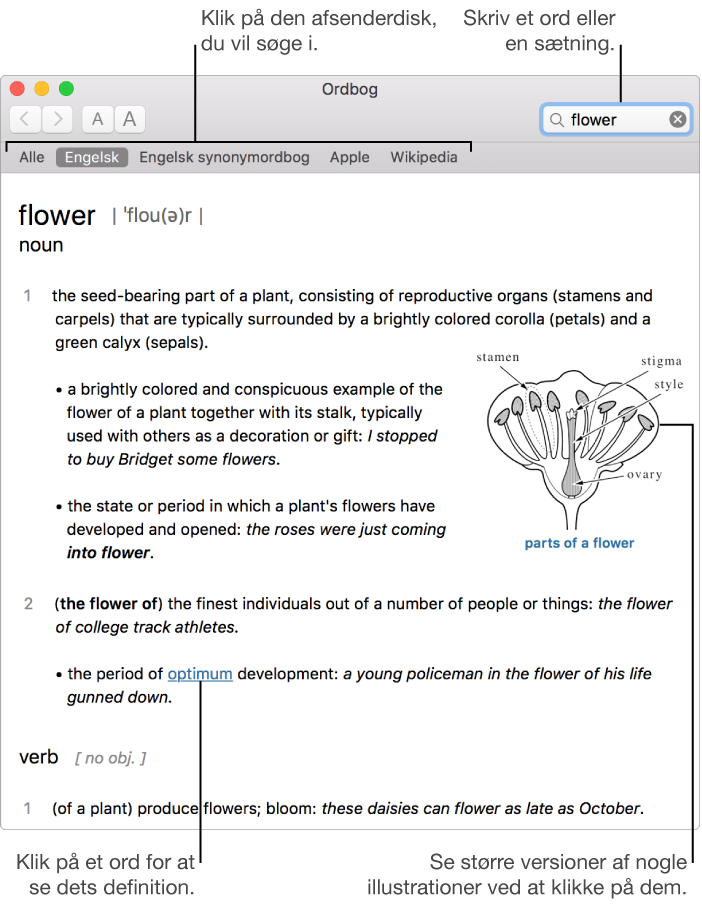 Klik på den afsenderdisk,
du vil søge i.
Skriv et ord eller
en sætning.
Ordbog
A A
flower
Alle Engelsk Engelsk synonymordbog Apple Wikipedia
flower | ˈflou(ə)r |
noun
1 the seed-bearing part of a plant, consisting of reproductive organs (stamens and
carpels) that are typically surrounded by a brightly colored corolla (petals) and a
green calyx (sepals).
• a brightly colored and conspicuous example of the
flower of a plant together with its stalk, typically
used with others as a decoration or gift: I stopped
to buy Bridget some flowers.
• the state or period in which a plant's flowers have
developed and opened: the roses were just coming
into flower.
stamen
stigma
style
ovary
parts of a flower
2 (the flower of) the finest individuals out of a number of people or things: the flower
of college track athletes.
• the period of optimum development: a young policeman in the flower of his life
gunned down.
verb [ no obj. ]
1 (of a plant) produce flowers; bloom: these daisies can flower as late as October.
Klik på et ord for at
se dets definition.
Se større versioner af nogle
illustrationer ved at klikke på dem.